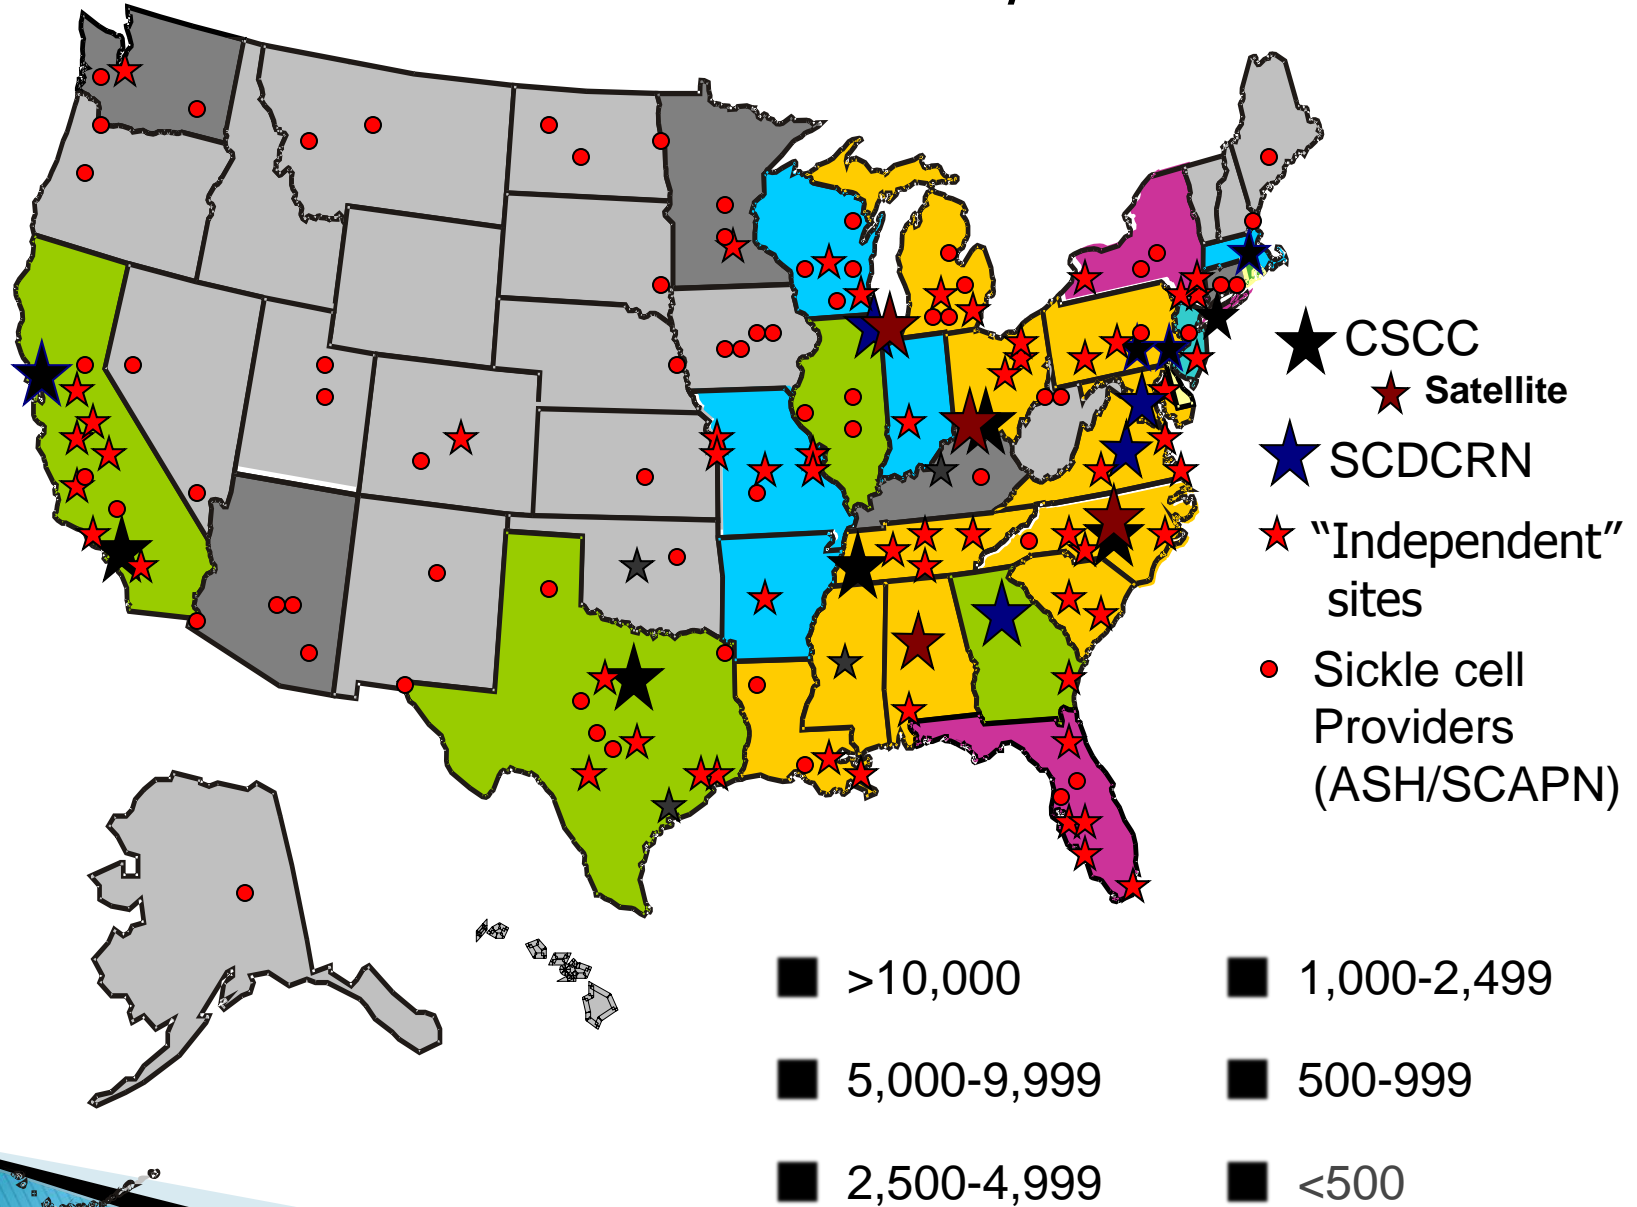 CSCC
Satellite
SCDCRN
“Independent”
sites
Sickle cell
Providers
(ASH/SCAPN)
>10,000
1,000-2,499
5,000-9,999
500-999
2,500-4,999
<500